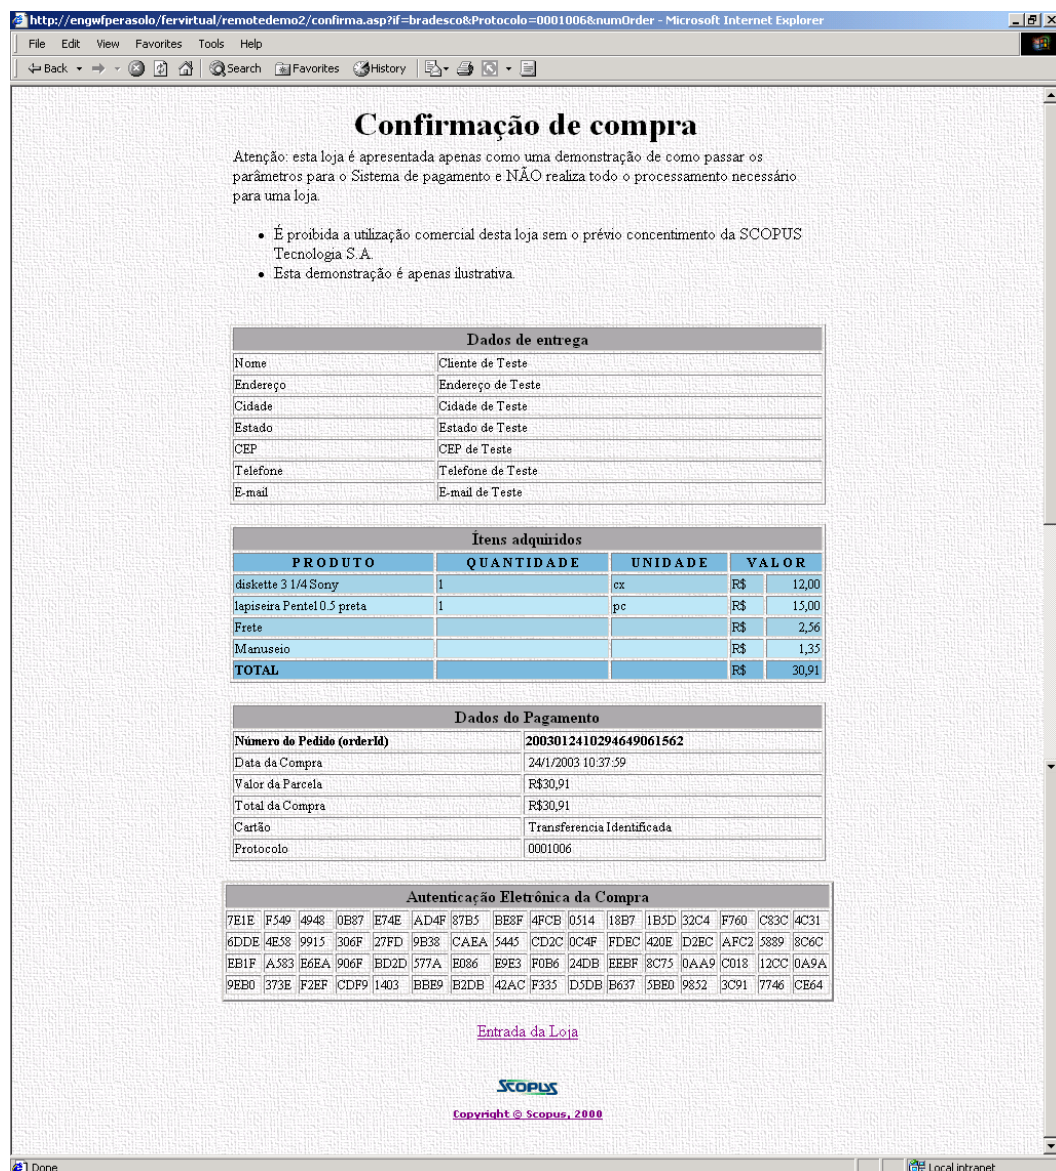 http://engwfperasolo/fervirtual/remotedemo2/confirma.asp?if=bradesco&Protocolo=0001006&numOrder - Microsoft Internet Explorer
File Edit View Favorites Tools Help
Back Search Favorites History
Confirmação de compra
Atenção: esta loja é apresentada apenas como uma demonstração de como passar os
parâmetros para o Sistema de pagamento e NÃO realiza todo o processamento necessário
para uma loja.
• É proibida a utilização comercial desta loja sem o prévio concentimento da SCOPUS
Tecnologia S.A.
• Esta demonstração é apenas ilustrativa.
Dados de entrega
Nome Cliente de Teste
Endereço Endereço de Teste
Cidade Cidade de Teste
Estado Estado de Teste
CEP CEP de Teste
Telefone Telefone de Teste
E-mail E-mail de Teste
Ítens adquiridos
PRODUTO QUANTIDADE UNIDADE VALOR
diskette 3 1/4 Sony 1 cx R$ 12,00
lapiseira Pentel 0.5 preta 1 pc R$ 15,00
Frete R$ 2,56
Manuseio R$ 1,35
TOTAL R$ 30,91
Dados do Pagamento
Número do Pedido (orderId) 2003012410294649061562
Data da Compra 24/1/2003 10:37:59
Valor da Parcela R$30,91
Total da Compra R$30,91
Cartão Transferencia Identificada
Protocolo 0001006
Autenticação Eletrônica da Compra
7E1E F549 4948 0B87 E74E AD4F 87B5 BE8F 4FCB 0514 18B7 1B5D 32C4 F760 C83C 4C31
6DDE 4E58 9915 306F 27FD 9B38 CAEA 5445 CD2C 0C4F FDEC 420E D2EC AFC2 5889 8C6C
EB1F A583 E6EA 906F BD2D 577A E086 E9E3 F0B6 24DB EEBF 8C75 0AA9 C018 12CC 0A9A
9EB0 373E F2EF CDF9 1403 BBE9 B2DB 42AC F335 D5DB B637 5BE0 9852 3C91 7746 CE64
Entrada da Loja
SCOPUS
Copyright © Scopus, 2000
Done Local intranet